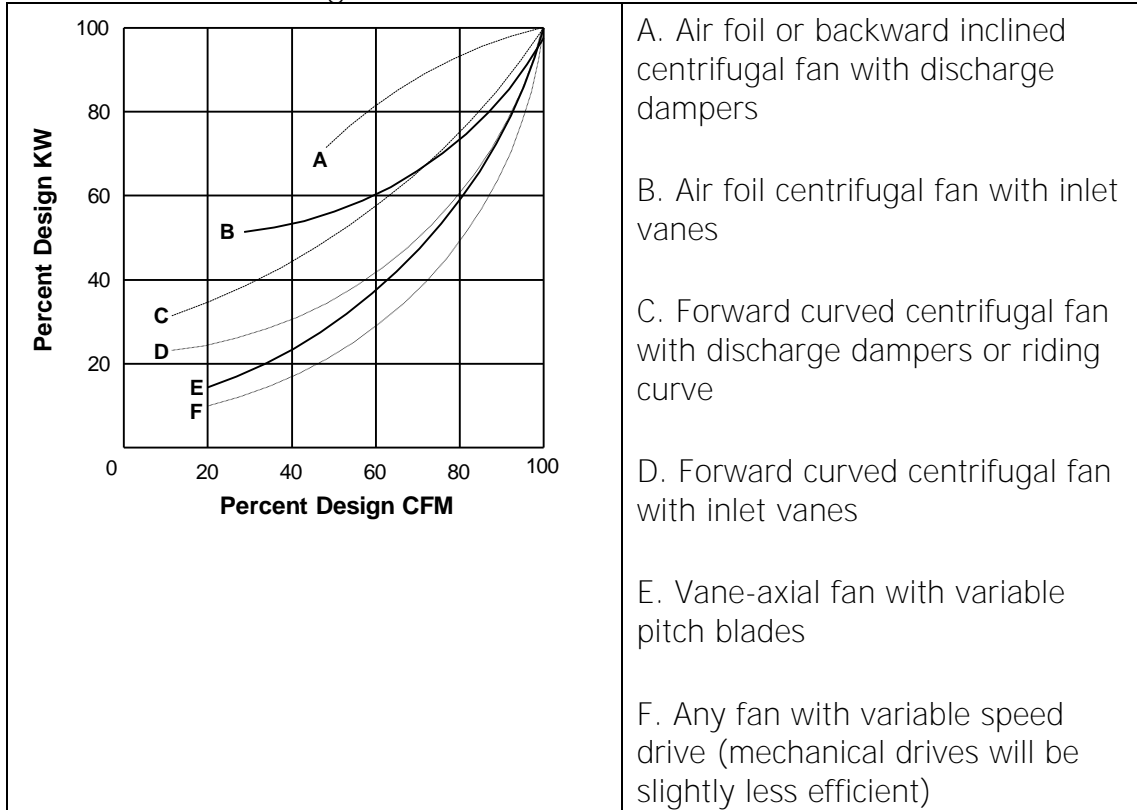 100
80
60
40
20
0
20
40
60
80
100
Percent Design KW
Percent Design CFM
A
B
C
D
E
F
A. Air foil or backward inclined
centrifugal fan with discharge
dampers
B. Air foil centrifugal fan with inlet
vanes
C. Forward curved centrifugal fan
with discharge dampers or riding
curve
D. Forward curved centrifugal fan
with inlet vanes
E. Vane-axial fan with variable
pitch blades
F. Any fan with variable speed
drive (mechanical drives will be
slightly less efficient)